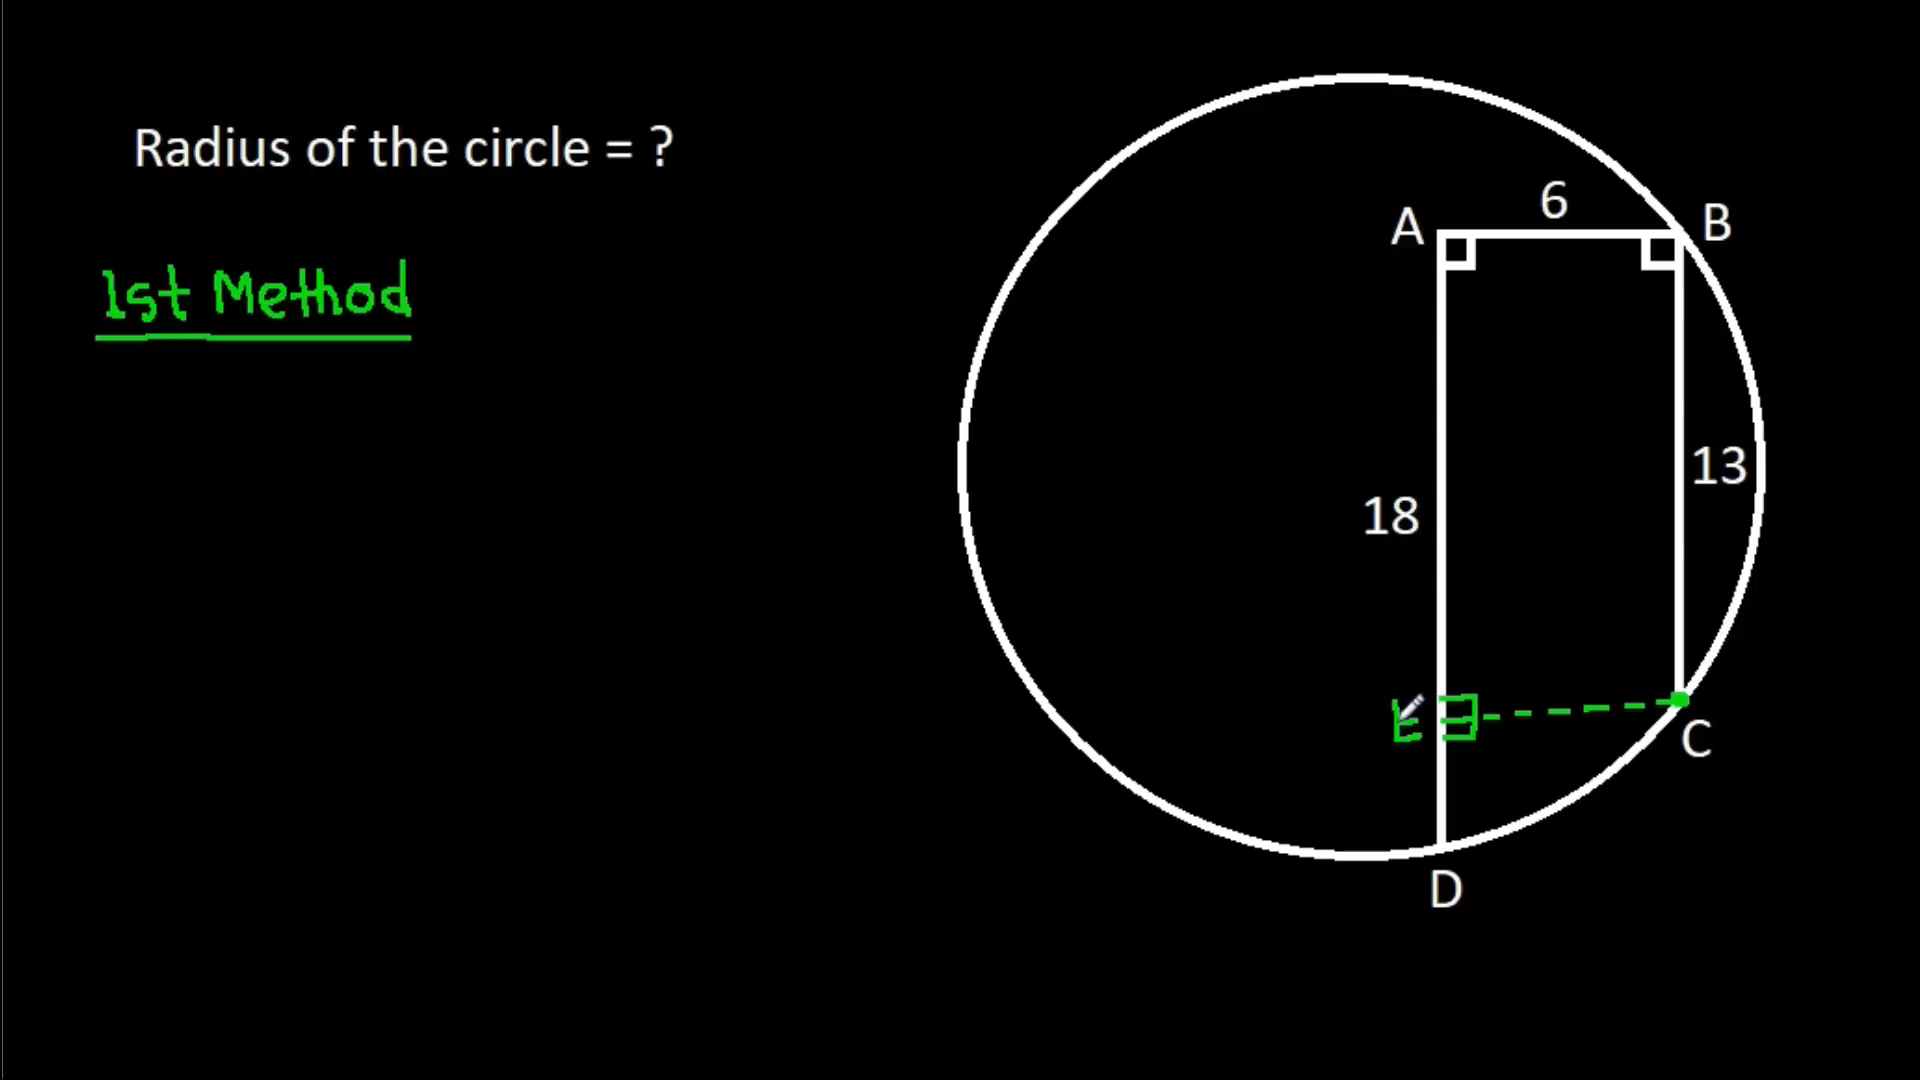 Radius of the circle = ?
1st Method
6
A
B
13
18
E
C
D